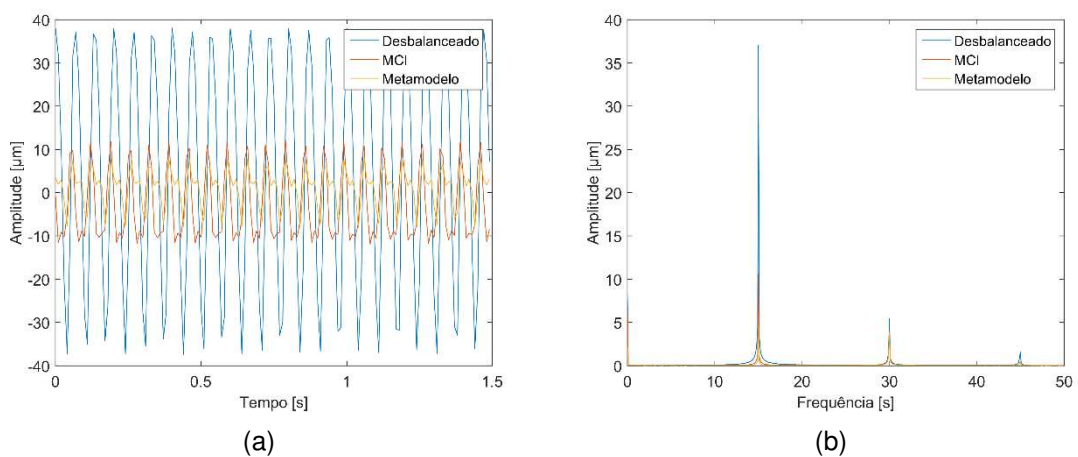 40
30
20
10
0
-10
-20
-30
-40
Amplitude [µm]
0
0.5
1
1.5
Tempo [s]
Desbalanceado
MCI
Metamodelo
(a)
40
35
30
25
20
15
10
5
0
Amplitude [µm]
0
10
20
30
40
50
Frequência [s]
Desbalanceado
MCI
Metamodelo
(b)